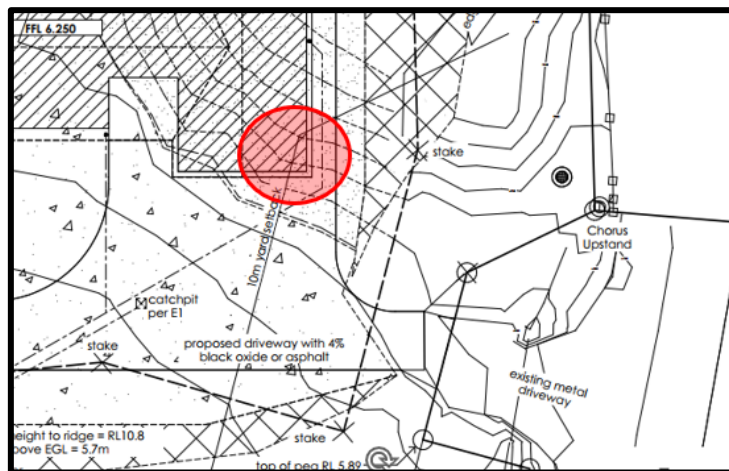 FFL 6.250
stake
10m yard setback
Chorus
Upstand
catchpit
per E1
stake
proposed driveway with 4%
black oxide or asphalt
existing metal
driveway
height to ridge = RL10.8
above EGL = 5.7m
stake
top of peg RL 5.89